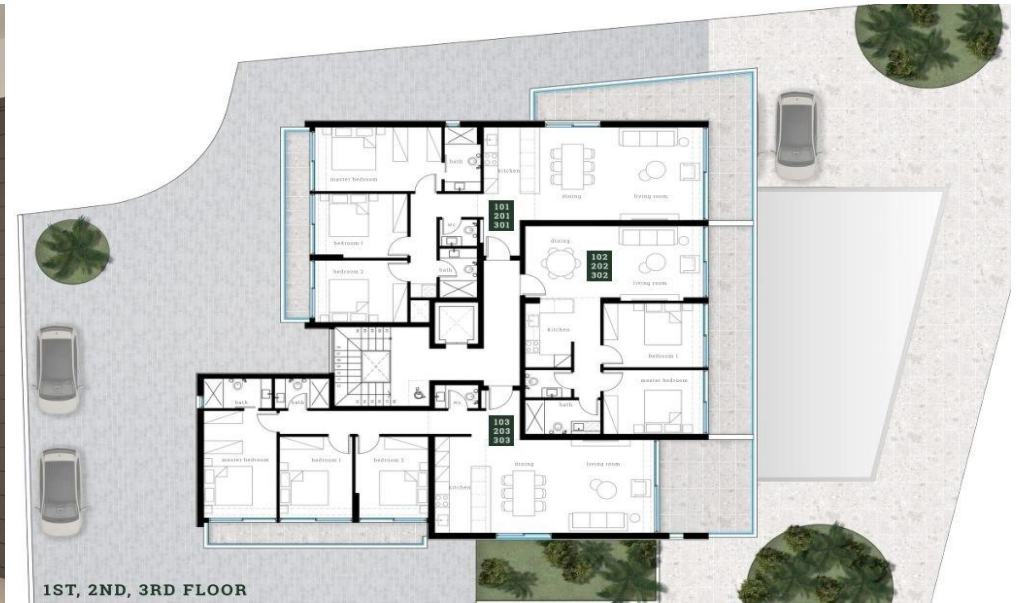 bath
master bedroom
kitchen
dining
living room
101
201
301
bedroom 1
wc
dining
102
202
302
bath
bedroom 2
living room
kitchen
bedroom 1
master bedroom
bath
bath
wc
bath
103
203
303
master bedroom
bedroom 1
bedroom 2
kitchen
dining
living room
1ST, 2ND, 3RD FLOOR